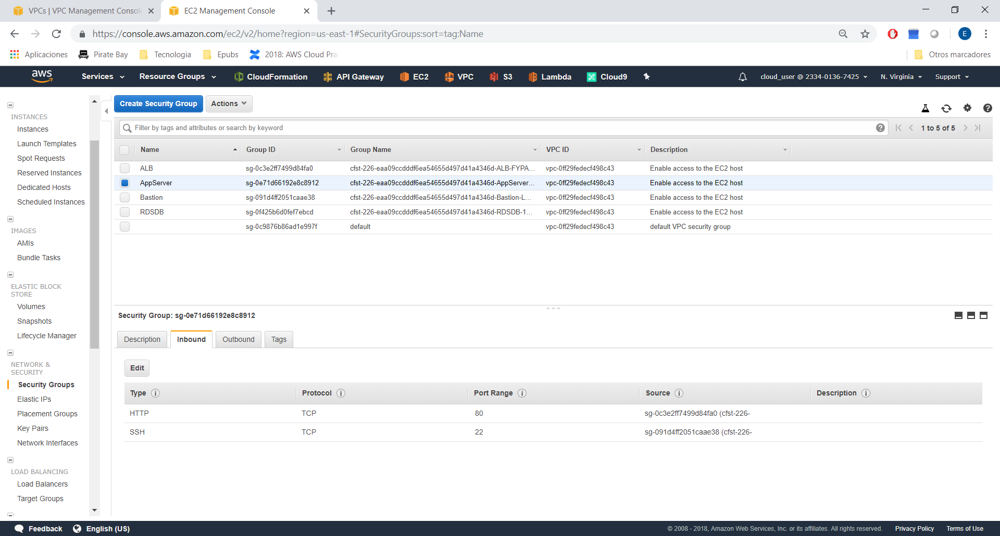 VPCs | VPC Management Console
EC2 Management Console
https://console.aws.amazon.com/ec2/v2/home?region=us-east-1#SecurityGroups:sort=tag:Name
E
Aplicaciones
Pirate Bay
Tecnologia
Epubs
2018: AWS Cloud Pra
Otros marcadores
aws
Services
Resource Groups
CloudFormation
API Gateway
EC2
VPC
S3
Lambda
Cloud9
cloud_user @ 2334-0136-7425
N. Virginia
Support
INSTANCES
Instances
Launch Templates
Spot Requests
Reserved Instances
Dedicated Hosts
Scheduled Instances
IMAGES
AMIs
Bundle Tasks
ELASTIC BLOCK
STORE
Volumes
Snapshots
Lifecycle Manager
NETWORK &
SECURITY
Security Groups
Elastic IPs
Placement Groups
Key Pairs
Network Interfaces
LOAD BALANCING
Load Balancers
Target Groups
Create Security Group
Actions
Filter by tags and attributes or search by keyword
1 to 5 of 5
Name Group ID Group Name VPC ID Description
ALB sg-0c3e2ff7499d84fa0 cfst-226-eaa09ccdddf6ea54655d497d41a4346d-ALB-FYPA... vpc-0ff29fedecf498c43 Enable access to the EC2 host
AppServer sg-0e71d66192e8c8912 cfst-226-eaa09ccdddf6ea54655d497d41a4346d-AppServer... vpc-0ff29fedecf498c43 Enable access to the EC2 host
Bastion sg-091d4ff2051caae38 cfst-226-eaa09ccdddf6ea54655d497d41a4346d-Bastion-L... vpc-0ff29fedecf498c43 Enable access to the EC2 host
RDSDB sg-0f425b6d0fef7ebcd cfst-226-eaa09ccdddf6ea54655d497d41a4346d-RDSDB-1... vpc-0ff29fedecf498c43 Enable access to the EC2 host
sg-0c9876b86ad1e997f default vpc-0ff29fedecf498c43 default VPC security group
Security Group: sg-0e71d66192e8c8912
Description
Inbound
Outbound
Tags
Edit
Type Protocol Port Range Source Description
HTTP TCP 80 sg-0c3e2ff7499d84fa0 (cfst-226-
SSH TCP 22 sg-091d4ff2051caae38 (cfst-226-
Feedback
English (US)
© 2008 - 2018, Amazon Web Services, Inc. or its affiliates. All rights reserved.
Privacy Policy
Terms of Use